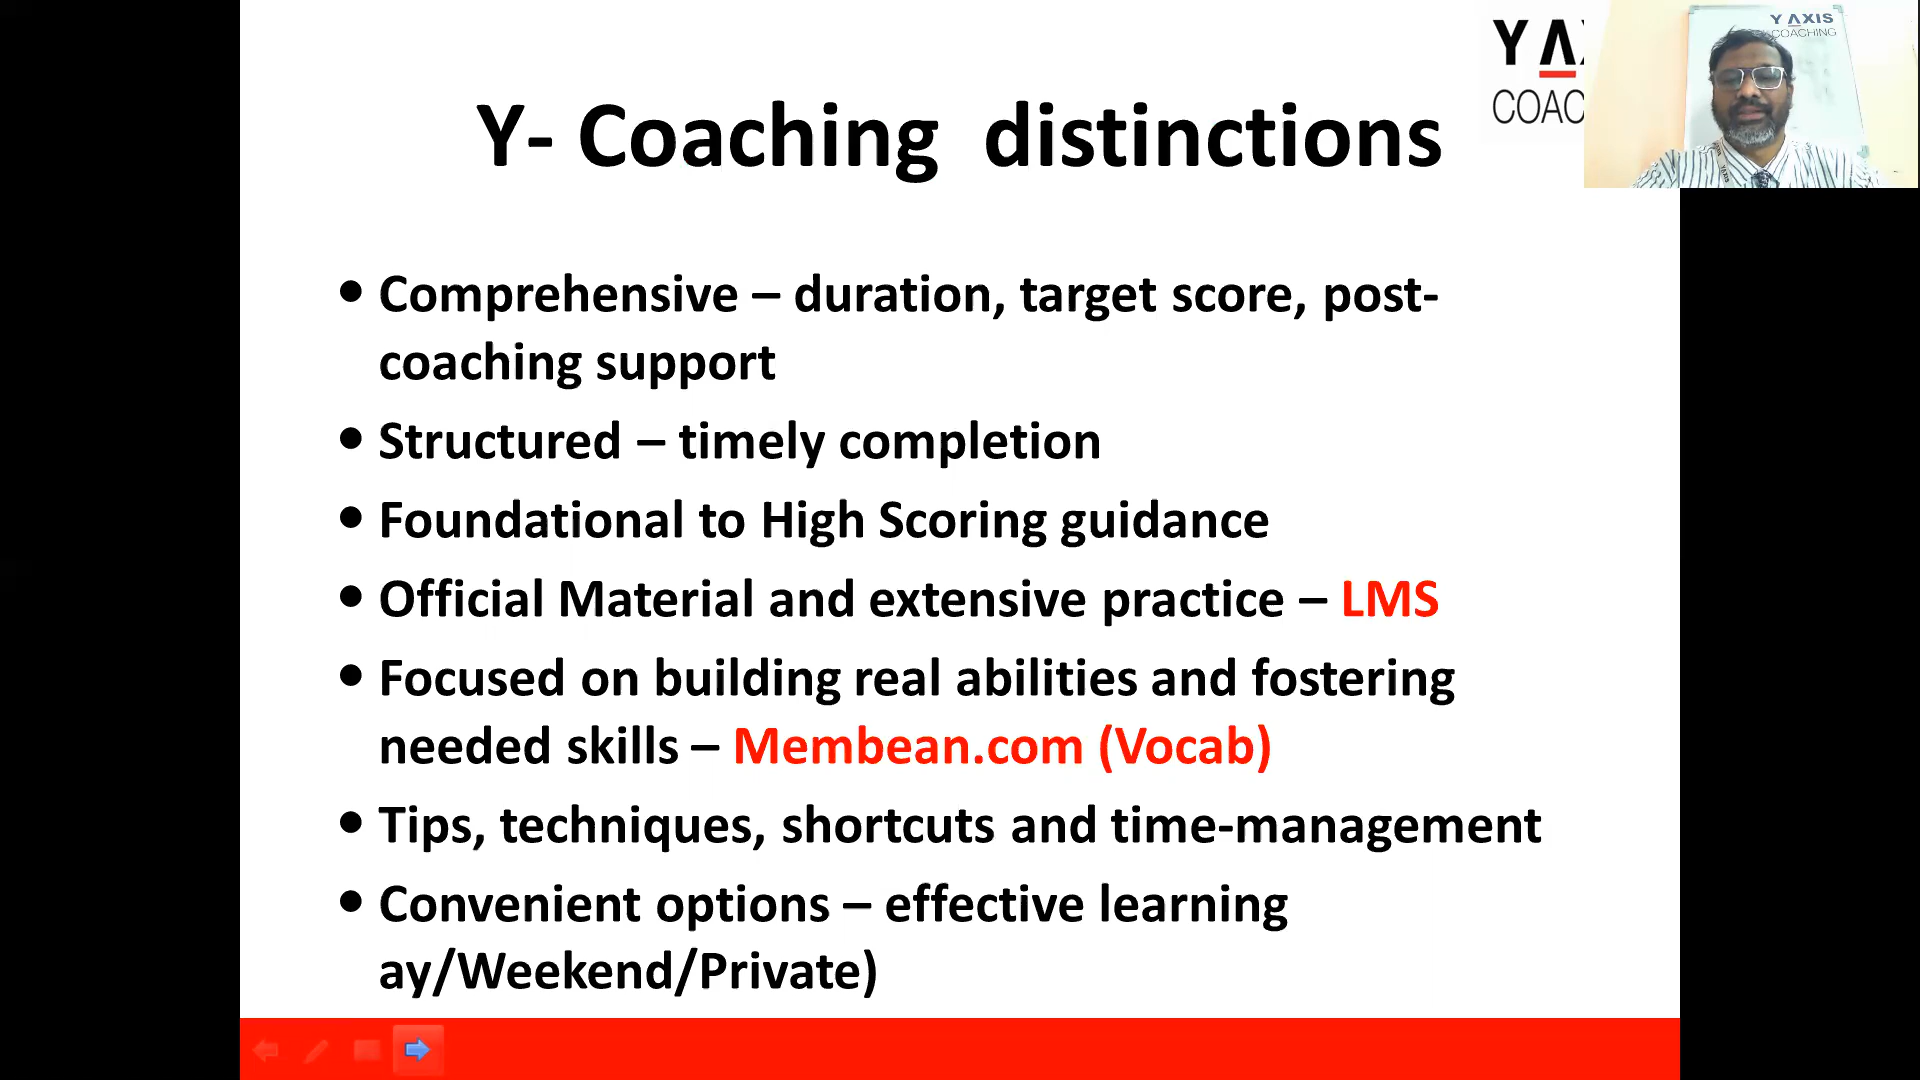 Y AXIS
COACHING
Y- Coaching distinctions
• Comprehensive – duration, target score, post-
coaching support
• Structured – timely completion
• Foundational to High Scoring guidance
• Official Material and extensive practice – LMS
• Focused on building real abilities and fostering
needed skills – Membean.com (Vocab)
• Tips, techniques, shortcuts and time-management
• Convenient options – effective learning
ay/Weekend/Private)